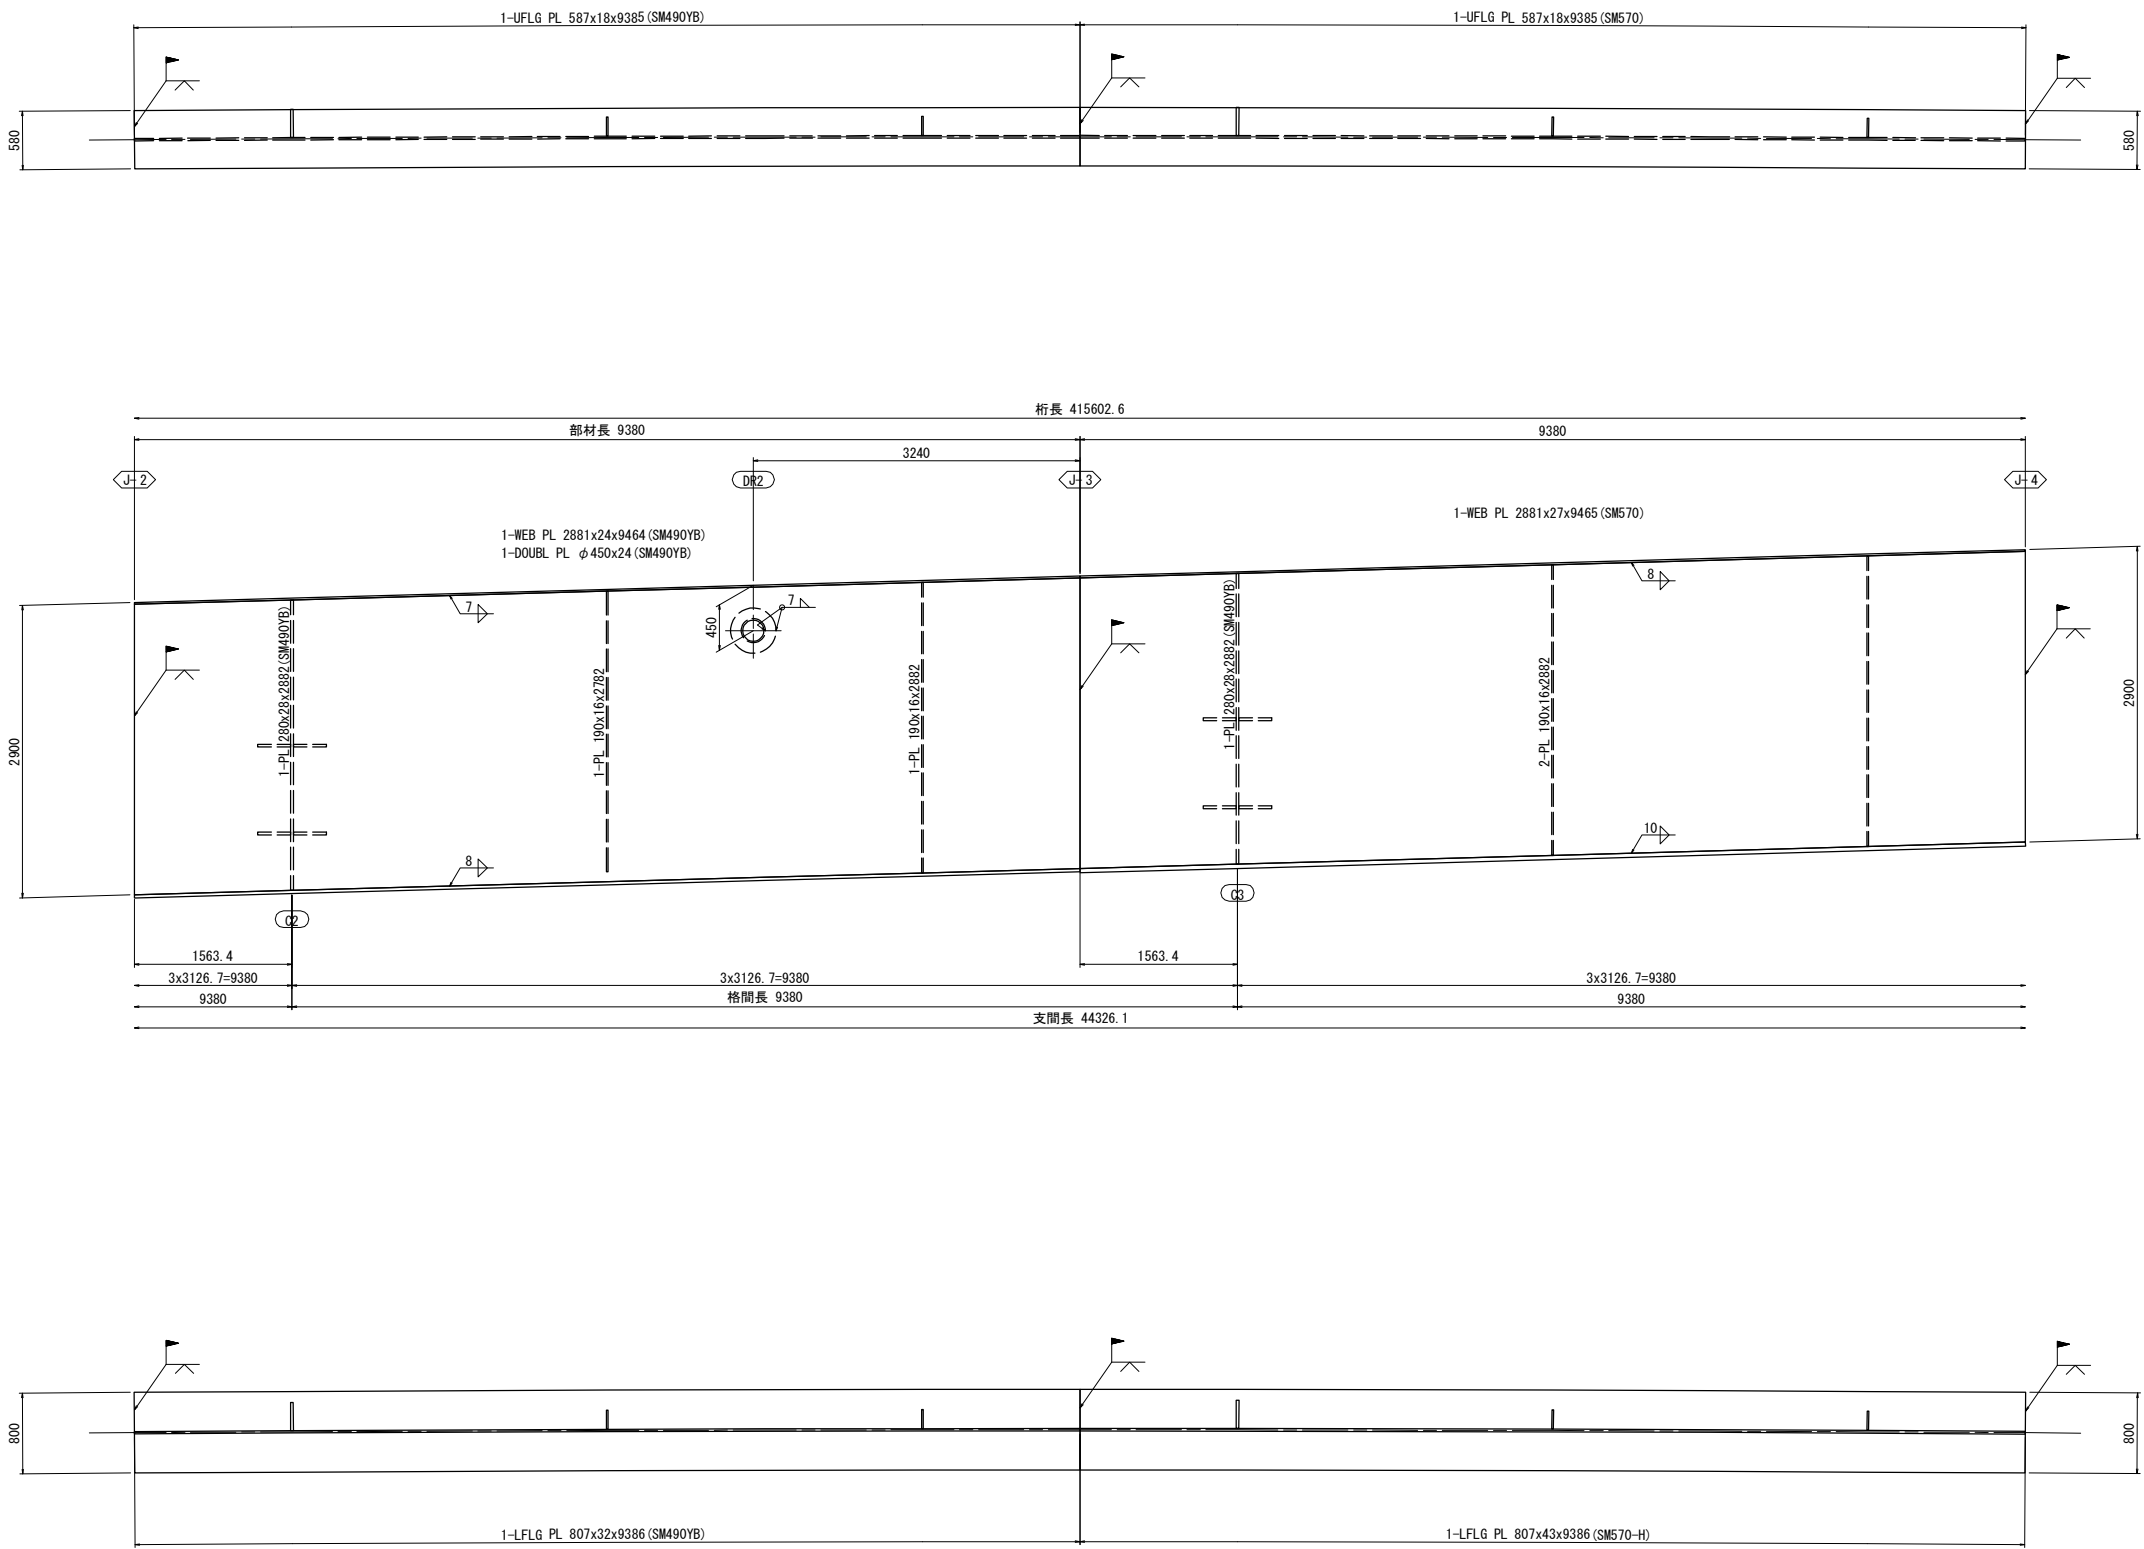 1-UFLG PL 587x18x9385(SM490YB)
1-UFLG PL 587x18x9385(SM570)
580
580
桁長 415602.6
部材長 9380
9380
3240
J-2
DR2
J-3
J-4
1-WEB PL 2881x24x9464(SM490YB)
1-DOUBL PL φ450x24(SM490YB)
1-WEB PL 2881x27x9465(SM570)
7
7
8
450
2900
2900
1-PL 280x28x2882(SM490YB)
1-PL 190x16x2782
1-PL 190x16x2882
1-PL 280x28x2882(SM490YB)
2-PL 190x16x2882
8
10
C2
C3
1563.4
1563.4
3x3126.7=9380
3x3126.7=9380
3x3126.7=9380
9380
格間長 9380
9380
支間長 44326.1
800
800
1-LFLG PL 807x32x9386(SM490YB)
1-LFLG PL 807x43x9386(SM570-H)